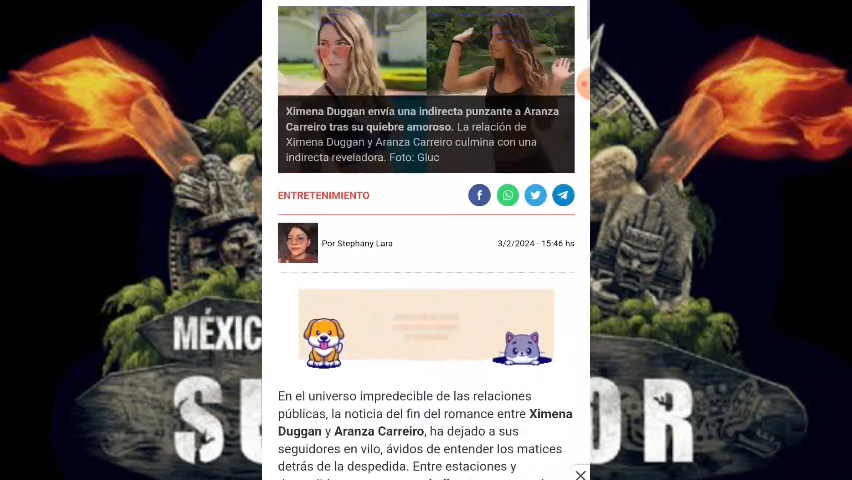 Ximena Duggan envía una indirecta punzante a Aranza
Carreiro tras su quiebre amoroso. La relación de
Ximena Duggan y Aranza Carreiro culmina con una
indirecta reveladora. Foto: Gluc
ENTRETENIMIENTO
Por Stephany Lara
3/2/2024 · 15:46 hs
MÉXIC
SU
OR
En el universo impredecible de las relaciones
públicas, la noticia del fin del romance entre Ximena
Duggan y Aranza Carreiro, ha dejado a sus
seguidores en vilo, ávidos de entender los matices
detrás de la despedida. Entre estaciones y